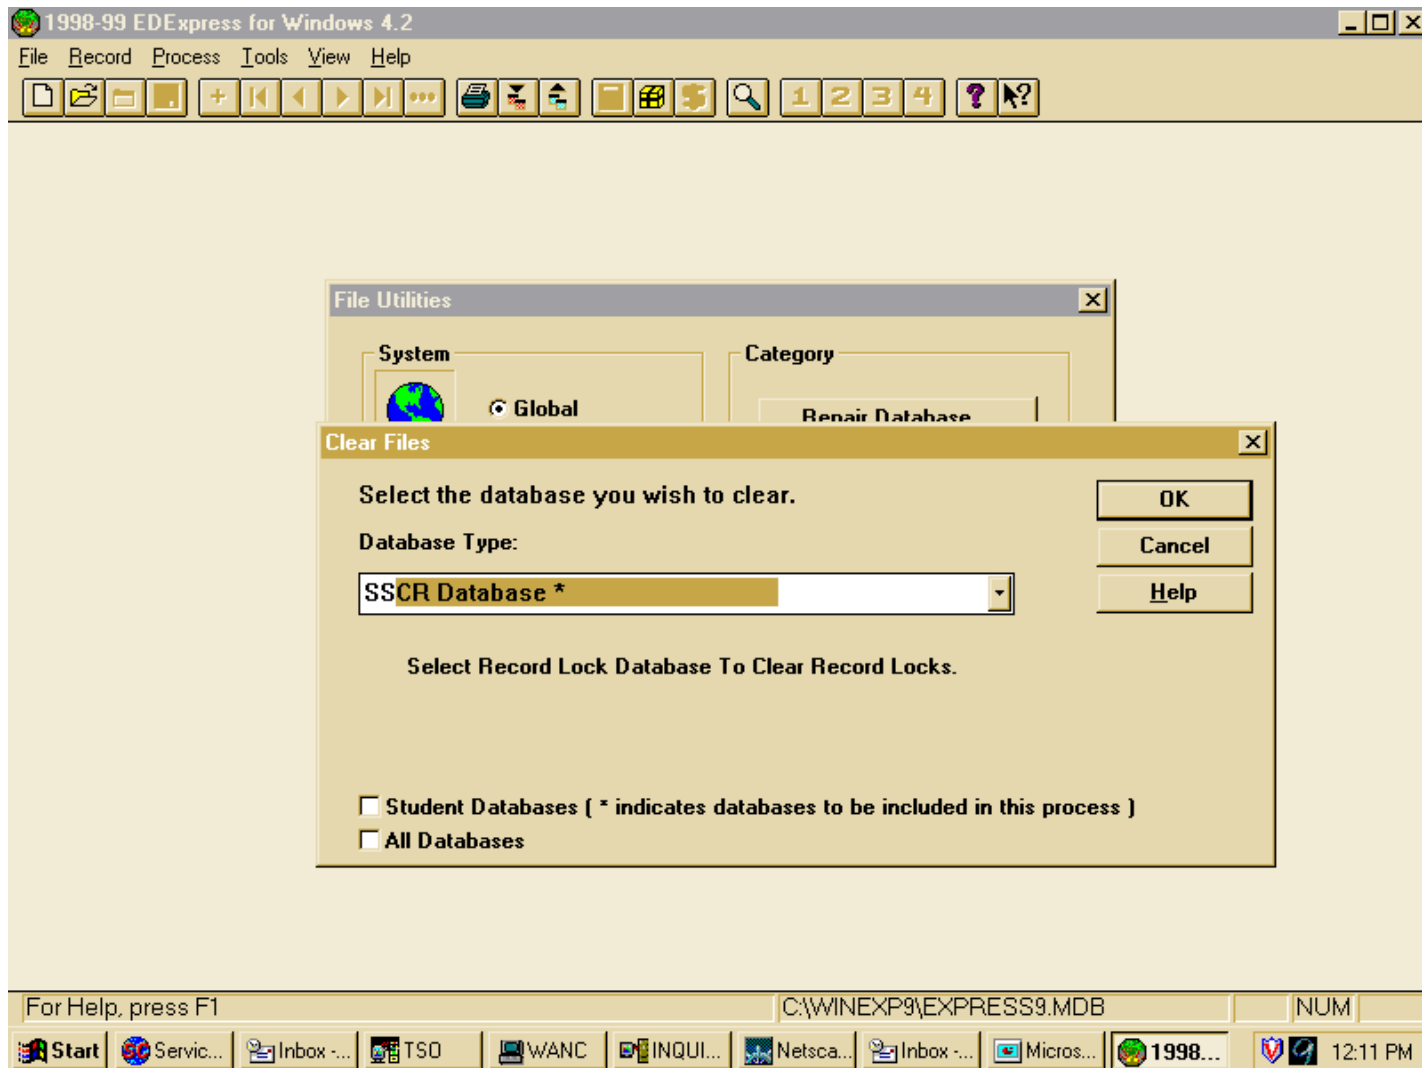 1998-99 EDExpress for Windows 4.2
File Record Process Tools View Help
1 2 3 4 ? ?
File Utilities
System
Category
Global
Repair Database
Clear Files
Select the database you wish to clear.
OK
Database Type:
Cancel
SSCR Database *
Help
Select Record Lock Database To Clear Record Locks.
Student Databases ( * indicates databases to be included in this process )
All Databases
For Help, press F1 C:\WINEXP9\EXPRESS9.MDB NUM
Start Servic... Inbox -... TSO WANC INQUI... Netsca... Inbox -... Micros... 1998... 12:11 PM